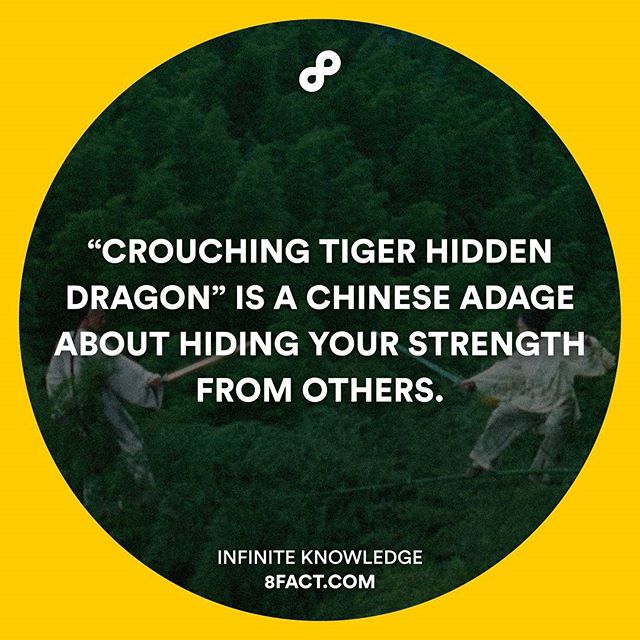 “CROUCHING TIGER HIDDEN
DRAGON” IS A CHINESE ADAGE
ABOUT HIDING YOUR STRENGTH
FROM OTHERS.
INFINITE KNOWLEDGE
8FACT.COM